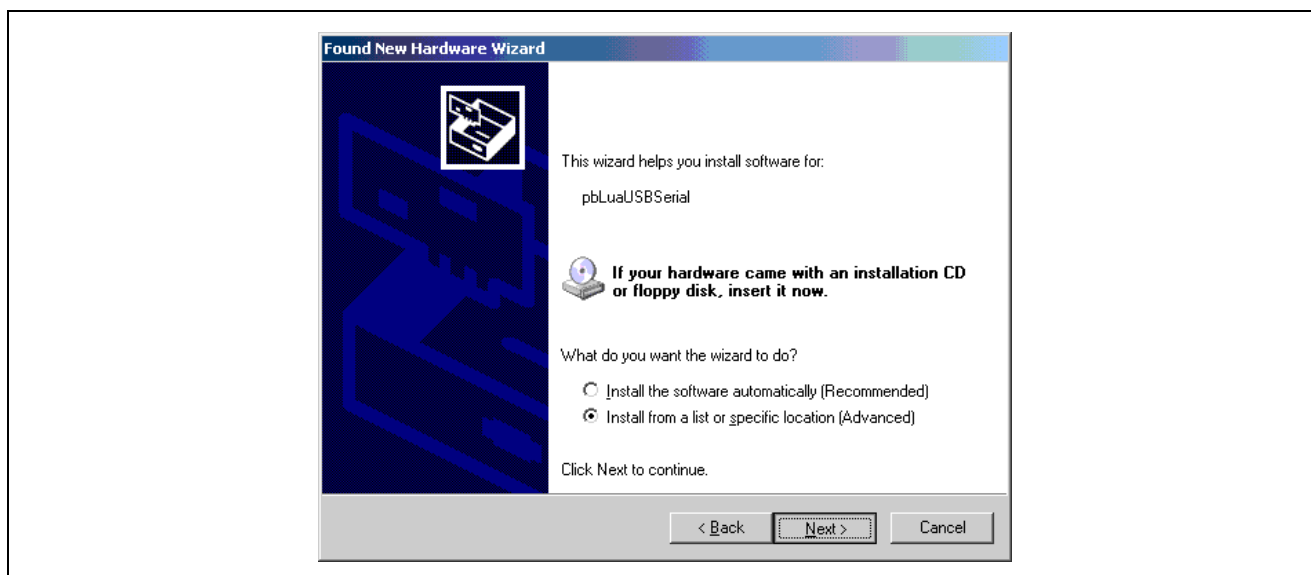 Found New Hardware Wizard
This wizard helps you install software for:
pbLuaUSBSerial
If your hardware came with an installation CD
or floppy disk, insert it now.
What do you want the wizard to do?
Install the software automatically (Recommended)
Install from a list or specific location (Advanced)
Click Next to continue.
< Back Next > Cancel